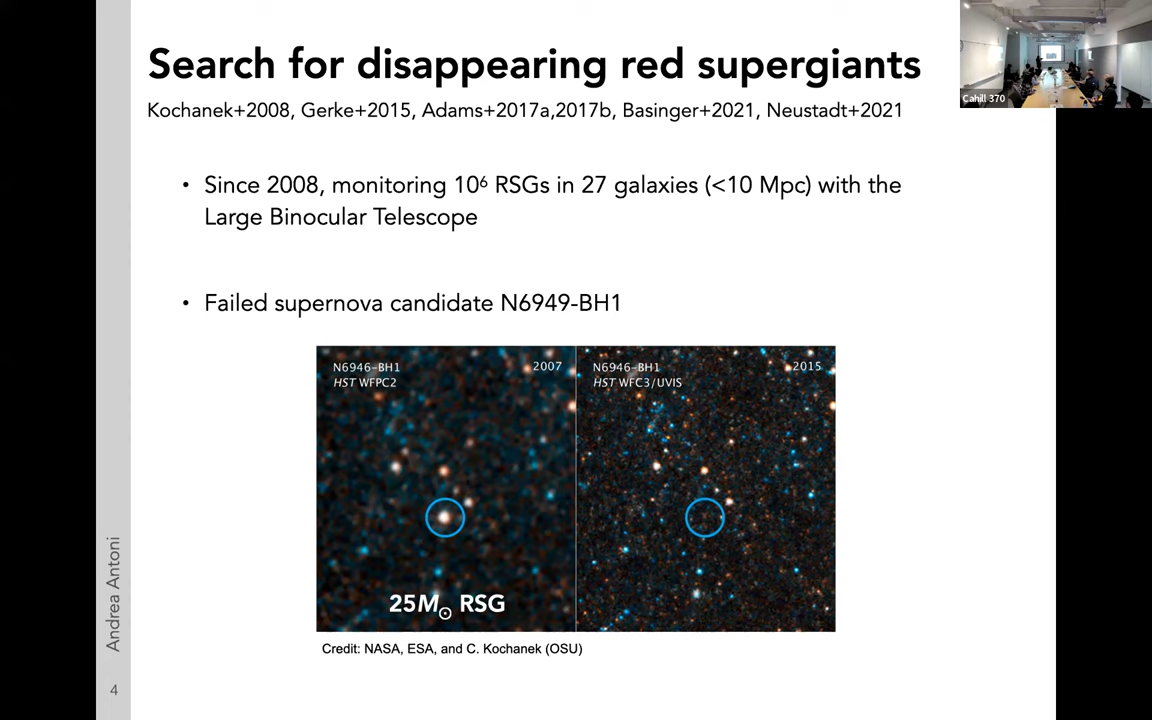 Search for disappearing red supergiants
Kochanek+2008, Gerke+2015, Adams+2017a,2017b, Basinger+2021, Neustadt+2021
Cahill 370
• Since 2008, monitoring 10⁶ RSGs in 27 galaxies (<10 Mpc) with the
Large Binocular Telescope
• Failed supernova candidate N6949-BH1
N6946-BH1 2007
HST WFPC2
N6946-BH1 2015
HST WFC3/UVIS
25M⊙ RSG
Credit: NASA, ESA, and C. Kochanek (OSU)
Andrea Antoni
4